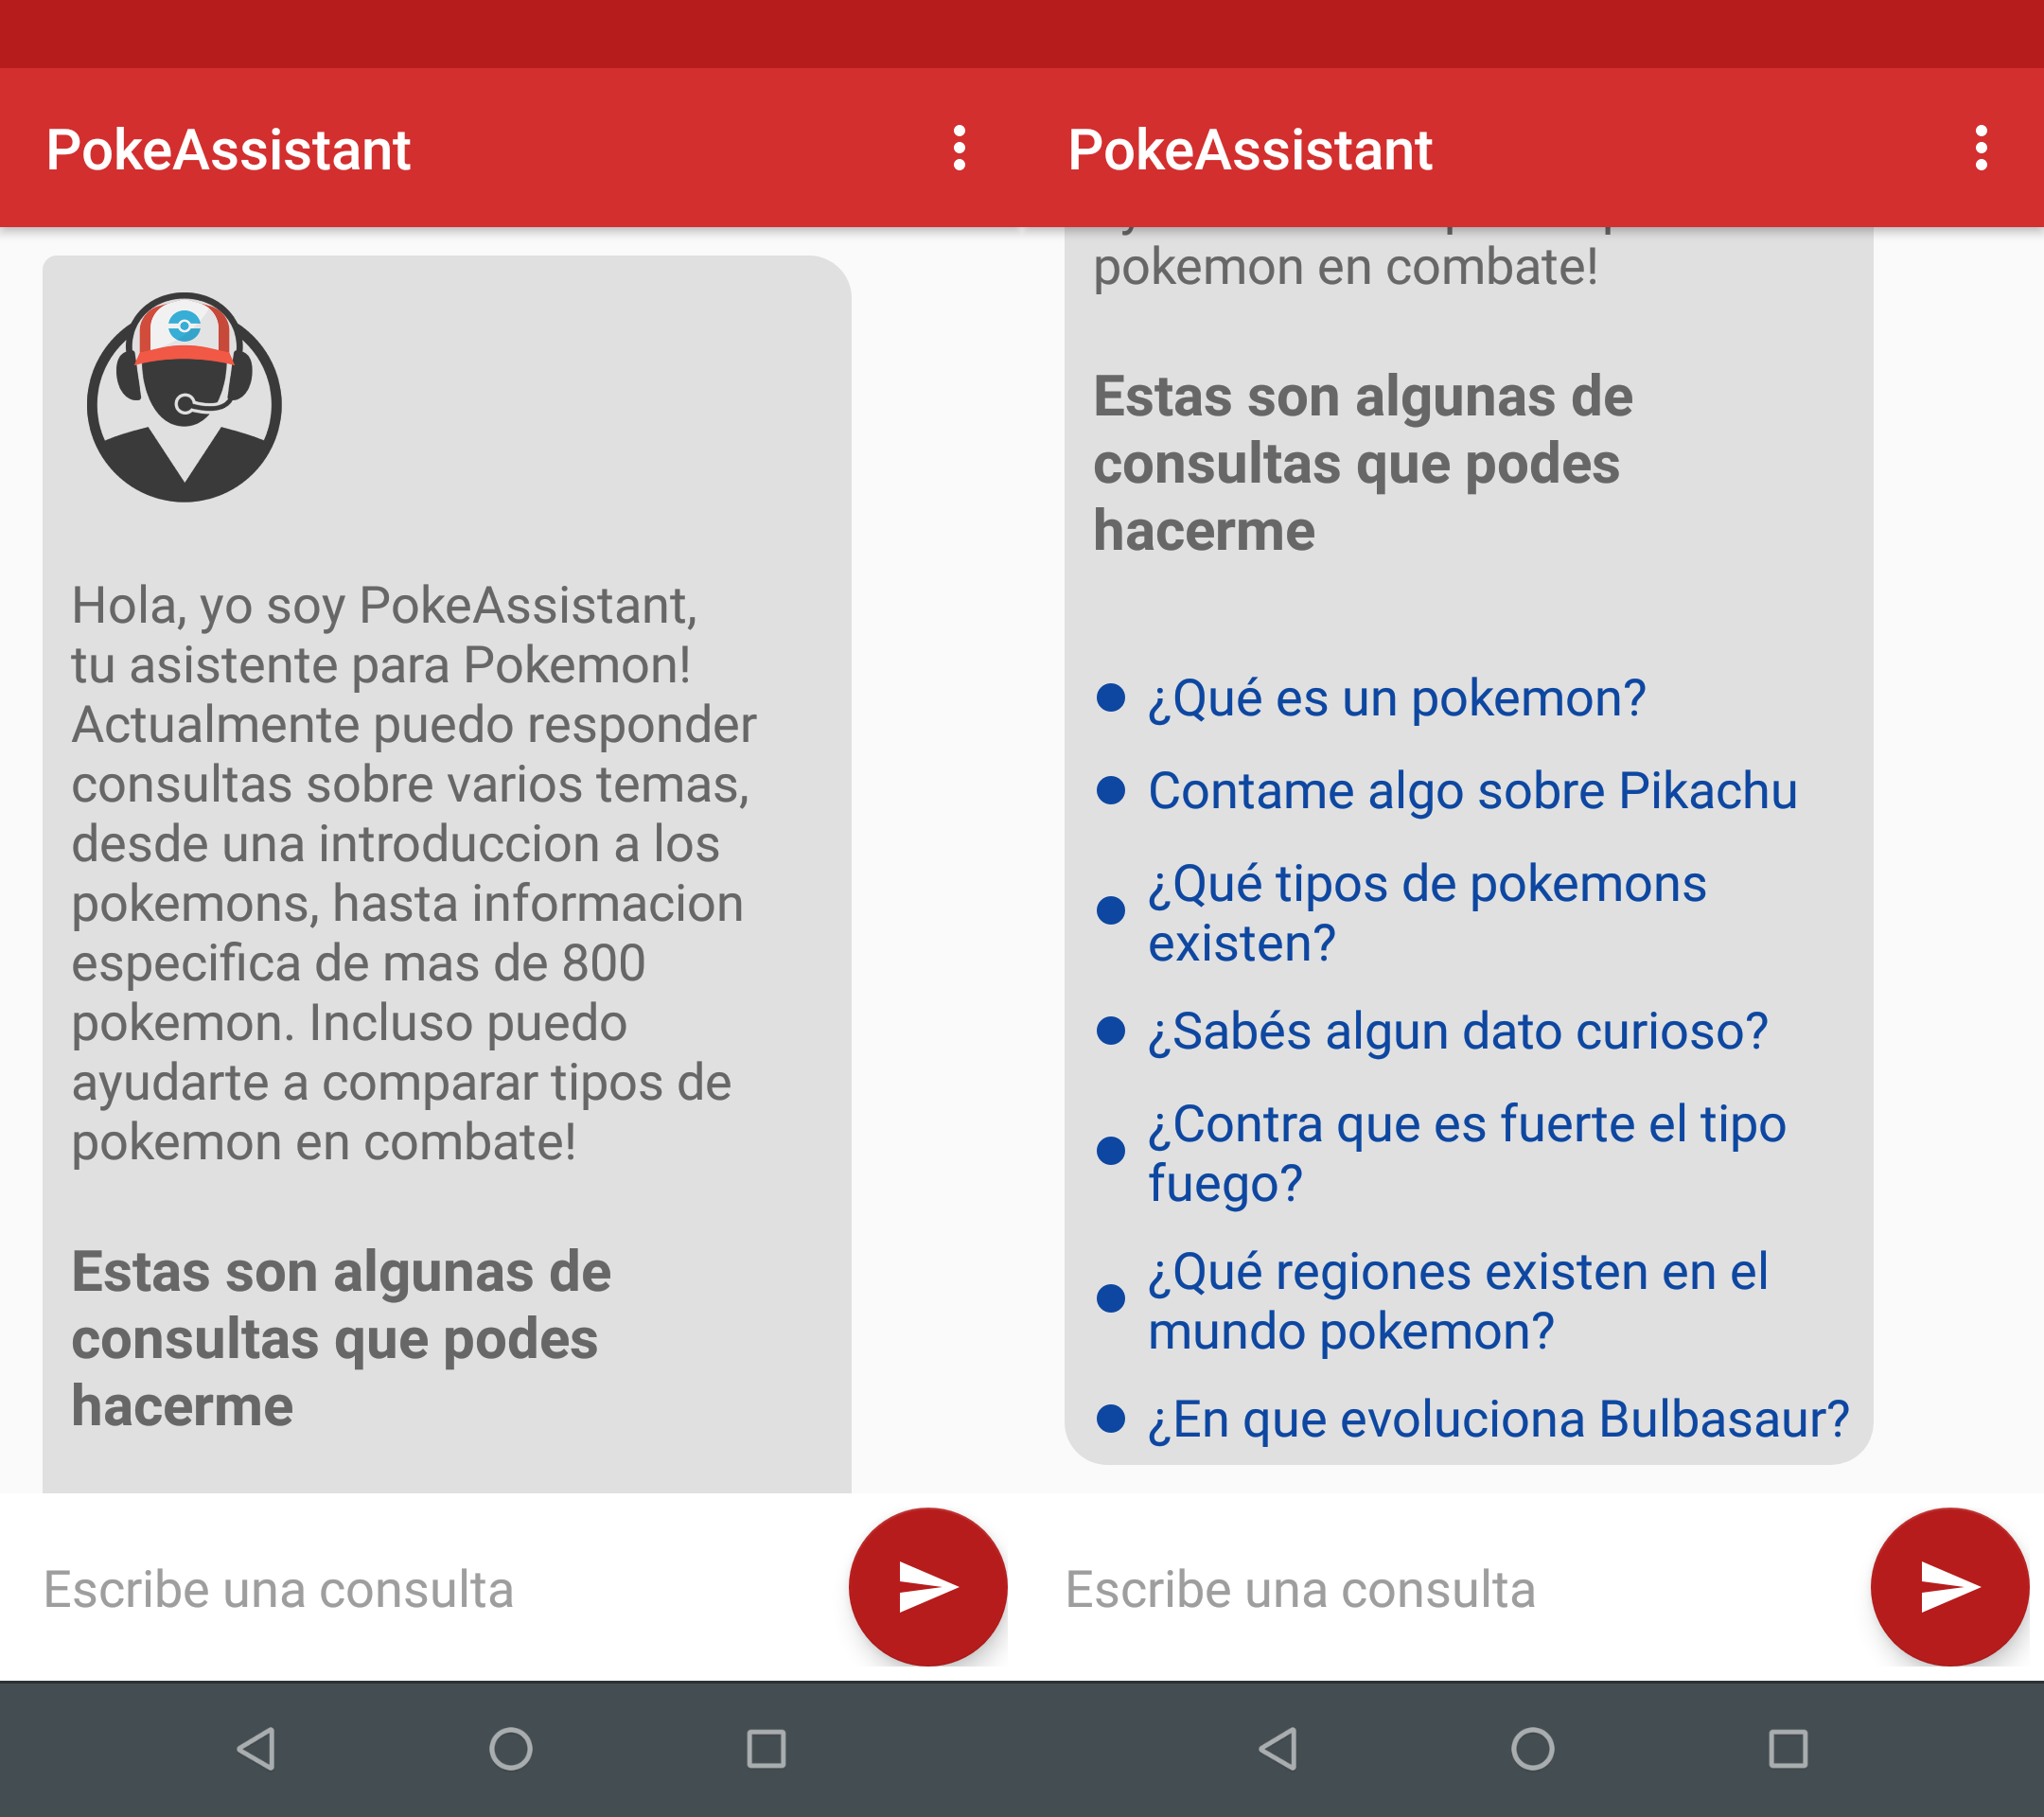 PokeAssistant
Hola, yo soy PokeAssistant,
tu asistente para Pokemon!
Actualmente puedo responder
consultas sobre varios temas,
desde una introduccion a los
pokemons, hasta informacion
especifica de mas de 800
pokemon. Incluso puedo
ayudarte a comparar tipos de
pokemon en combate!
Estas son algunas de
consultas que podes
hacerme
Escribe una consulta
PokeAssistant
pokemon en combate!
Estas son algunas de
consultas que podes
hacerme
¿Qué es un pokemon?
Contame algo sobre Pikachu
¿Qué tipos de pokemons
existen?
¿Sabés algun dato curioso?
¿Contra que es fuerte el tipo
fuego?
¿Qué regiones existen en el
mundo pokemon?
¿En que evoluciona Bulbasaur?
Escribe una consulta